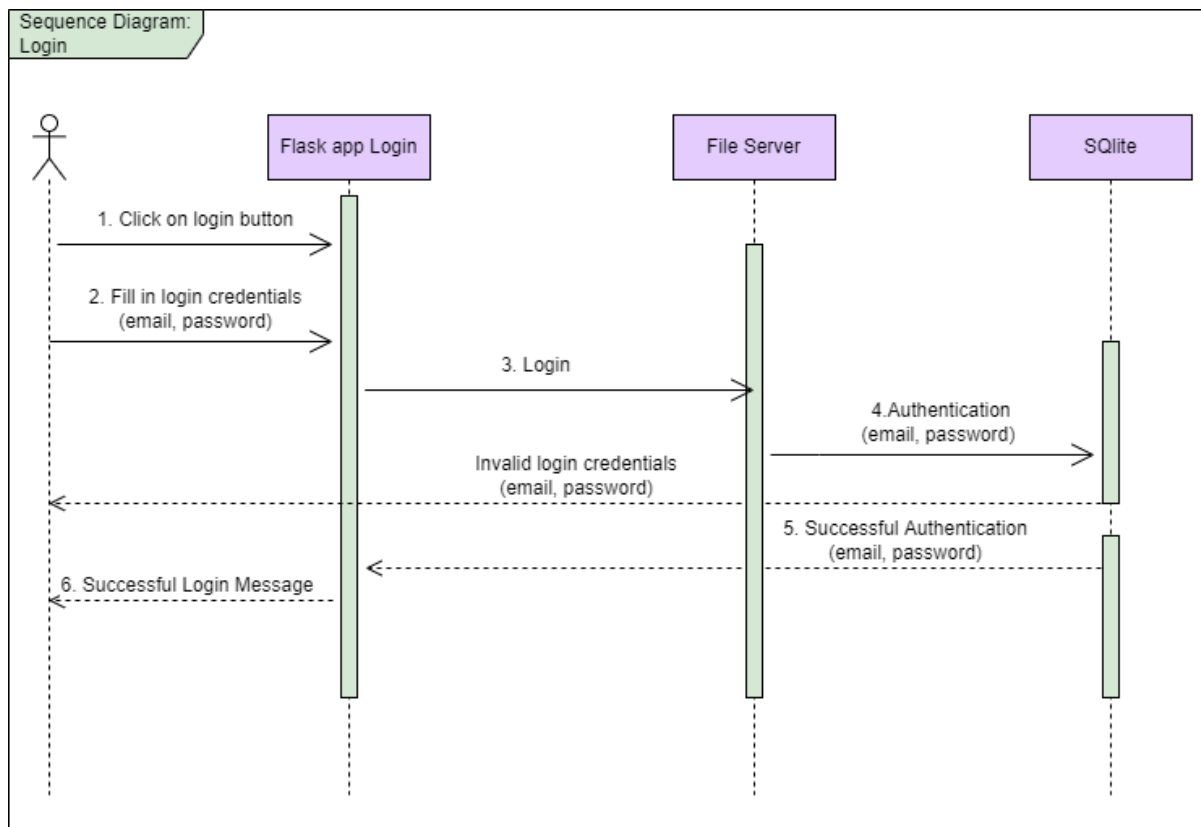 Sequence Diagram:
Login
Flask app Login
File Server
SQlite
1. Click on login button
2. Fill in login credentials
(email, password)
3. Login
4.Authentication
(email, password)
Invalid login credentials
(email, password)
5. Successful Authentication
(email, password)
6. Successful Login Message